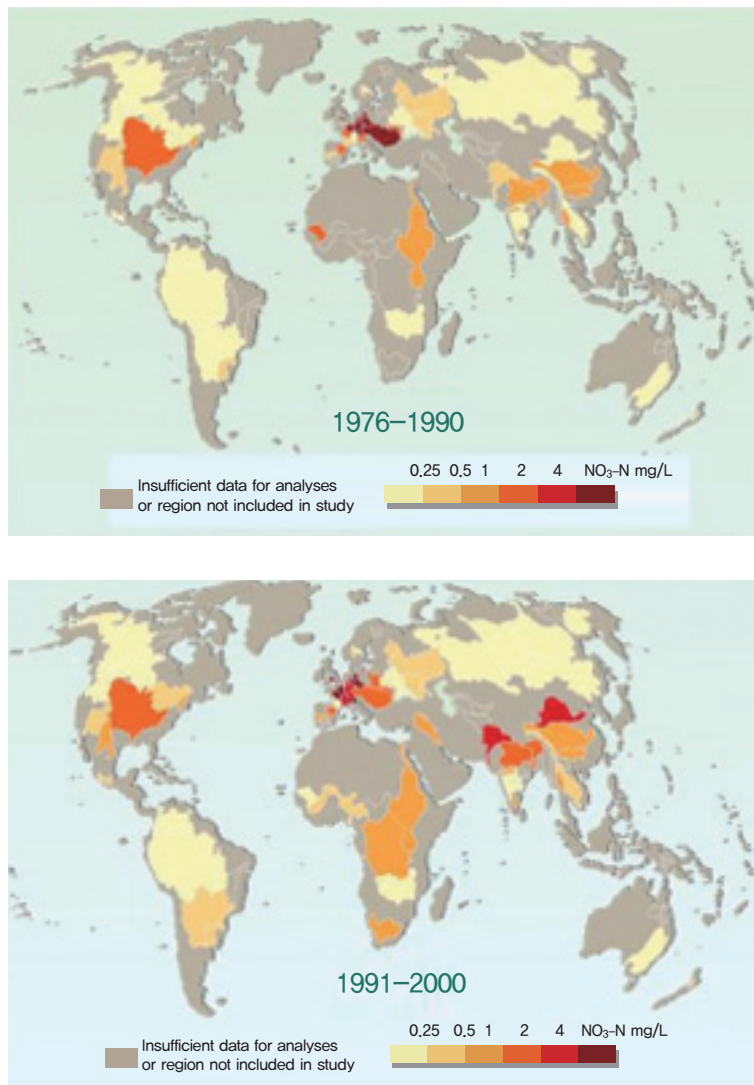 1976–1990
Insufficient data for analyses
or region not included in study
0.25 0.5 1 2 4 NO₃–N mg/L
1991–2000
Insufficient data for analyses
or region not included in study
0.25 0.5 1 2 4 NO₃–N mg/L